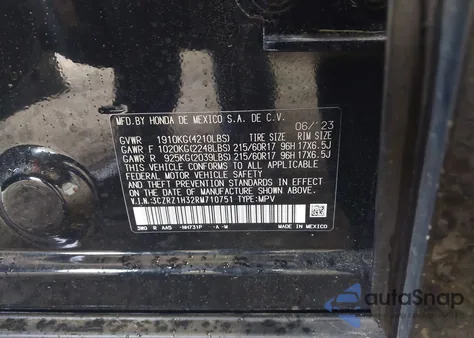 MFD.BY HONDA DE MEXICO S.A. DE C.V. 06/'23
GVWR 1910KG(4210LBS) TIRE SIZE RIM SIZE
GAWR F 1020KG(2248LBS) 215/60R17 96H 17X6.5J
GAWR R 925KG(2039LBS) 215/60R17 96H 17X6.5J
THIS VEHICLE CONFORMS TO ALL APPLICABLE
FEDERAL MOTOR VEHICLE SAFETY AND THEFT
PREVENTION STANDARDS IN EFFECT ON THE
DATE OF MANUFACTURE SHOWN ABOVE.
V.I.N.:3CZRZ1H32RM710751 TYPE:MPV
3W0 R AA5 -NH731P -A-M
autoSnap